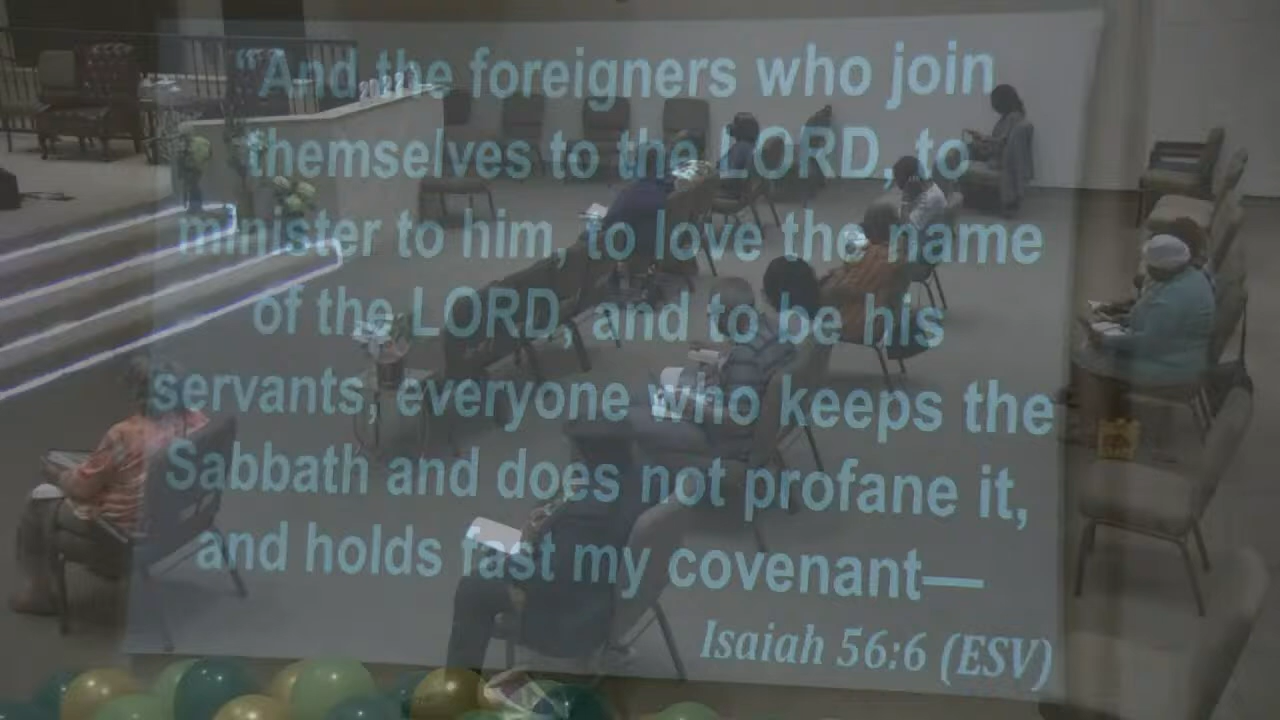 “And the foreigners who join
themselves to the LORD, to
minister to him, to love the name
of the LORD, and to be his
servants, everyone who keeps the
Sabbath and does not profane it,
and holds fast my covenant—
Isaiah 56:6 (ESV)